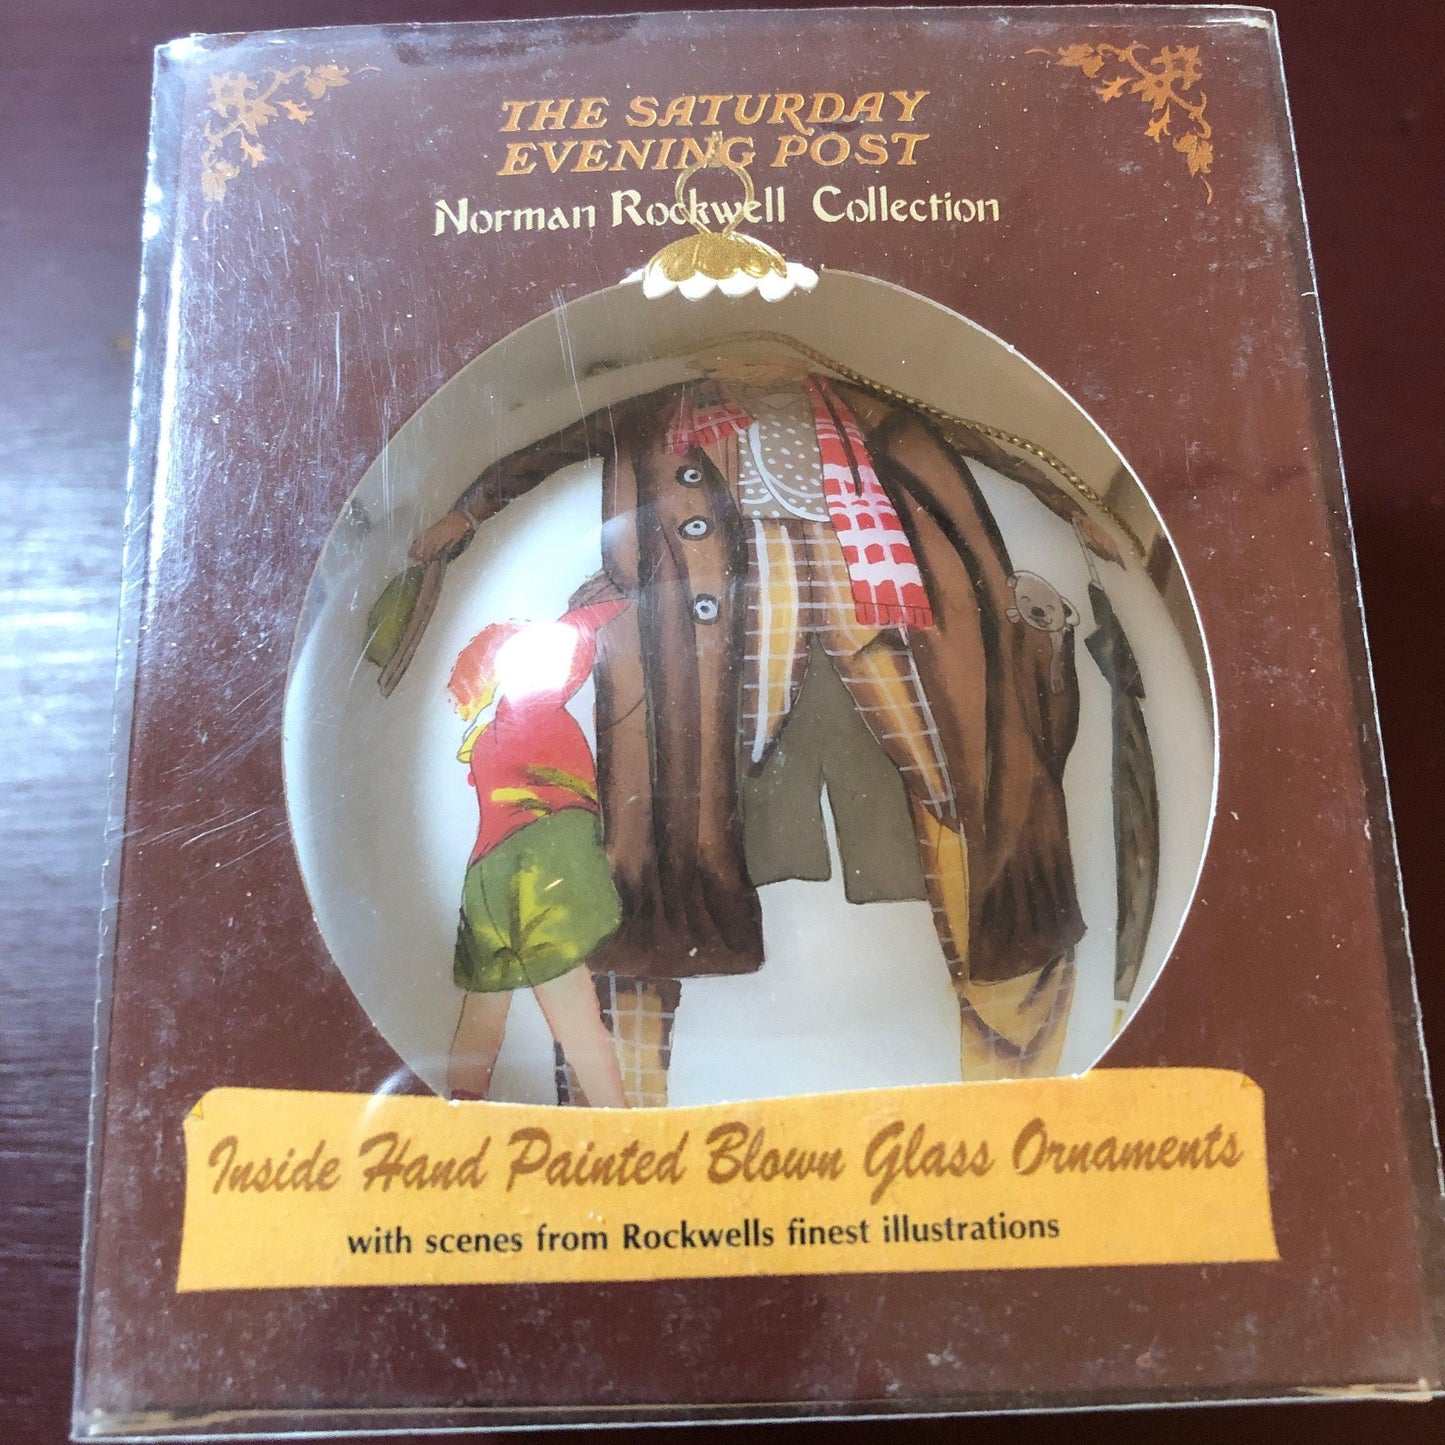 THE SATURDAY
EVENING POST
Norman Rockwell Collection
Inside Hand Painted Blown Glass Ornaments
with scenes from Rockwells finest illustrations